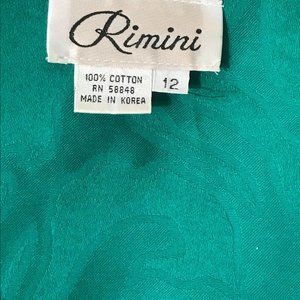 Rimini
100% COTTON
RN 58848
MADE IN KOREA
12